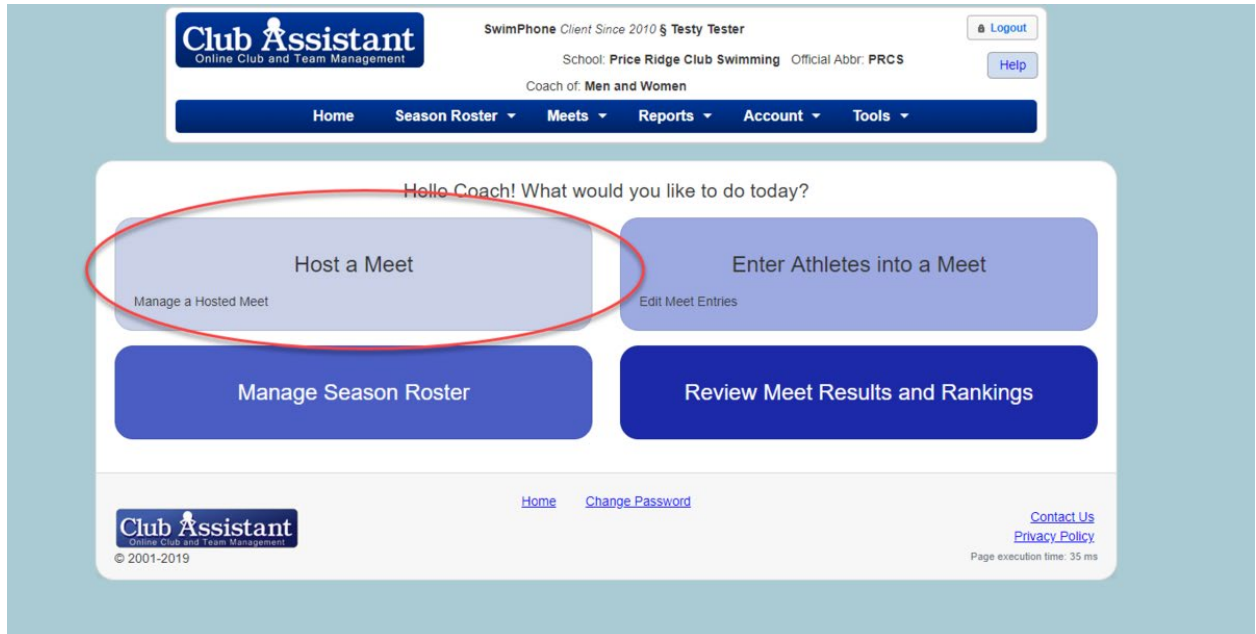 Club Assistant
Online Club and Team Management
SwimPhone Client Since 2010 § Testy Tester
School: Price Ridge Club Swimming Official Abbr: PRCS
Coach of: Men and Women
Logout
Help
Home Season Roster Meets Reports Account Tools
Hello Coach! What would you like to do today?
Host a Meet
Manage a Hosted Meet
Enter Athletes into a Meet
Edit Meet Entries
Manage Season Roster
Review Meet Results and Rankings
Home Change Password
Club Assistant
Online Club and Team Management
© 2001-2019
Contact Us
Privacy Policy
Page execution time: 35 ms